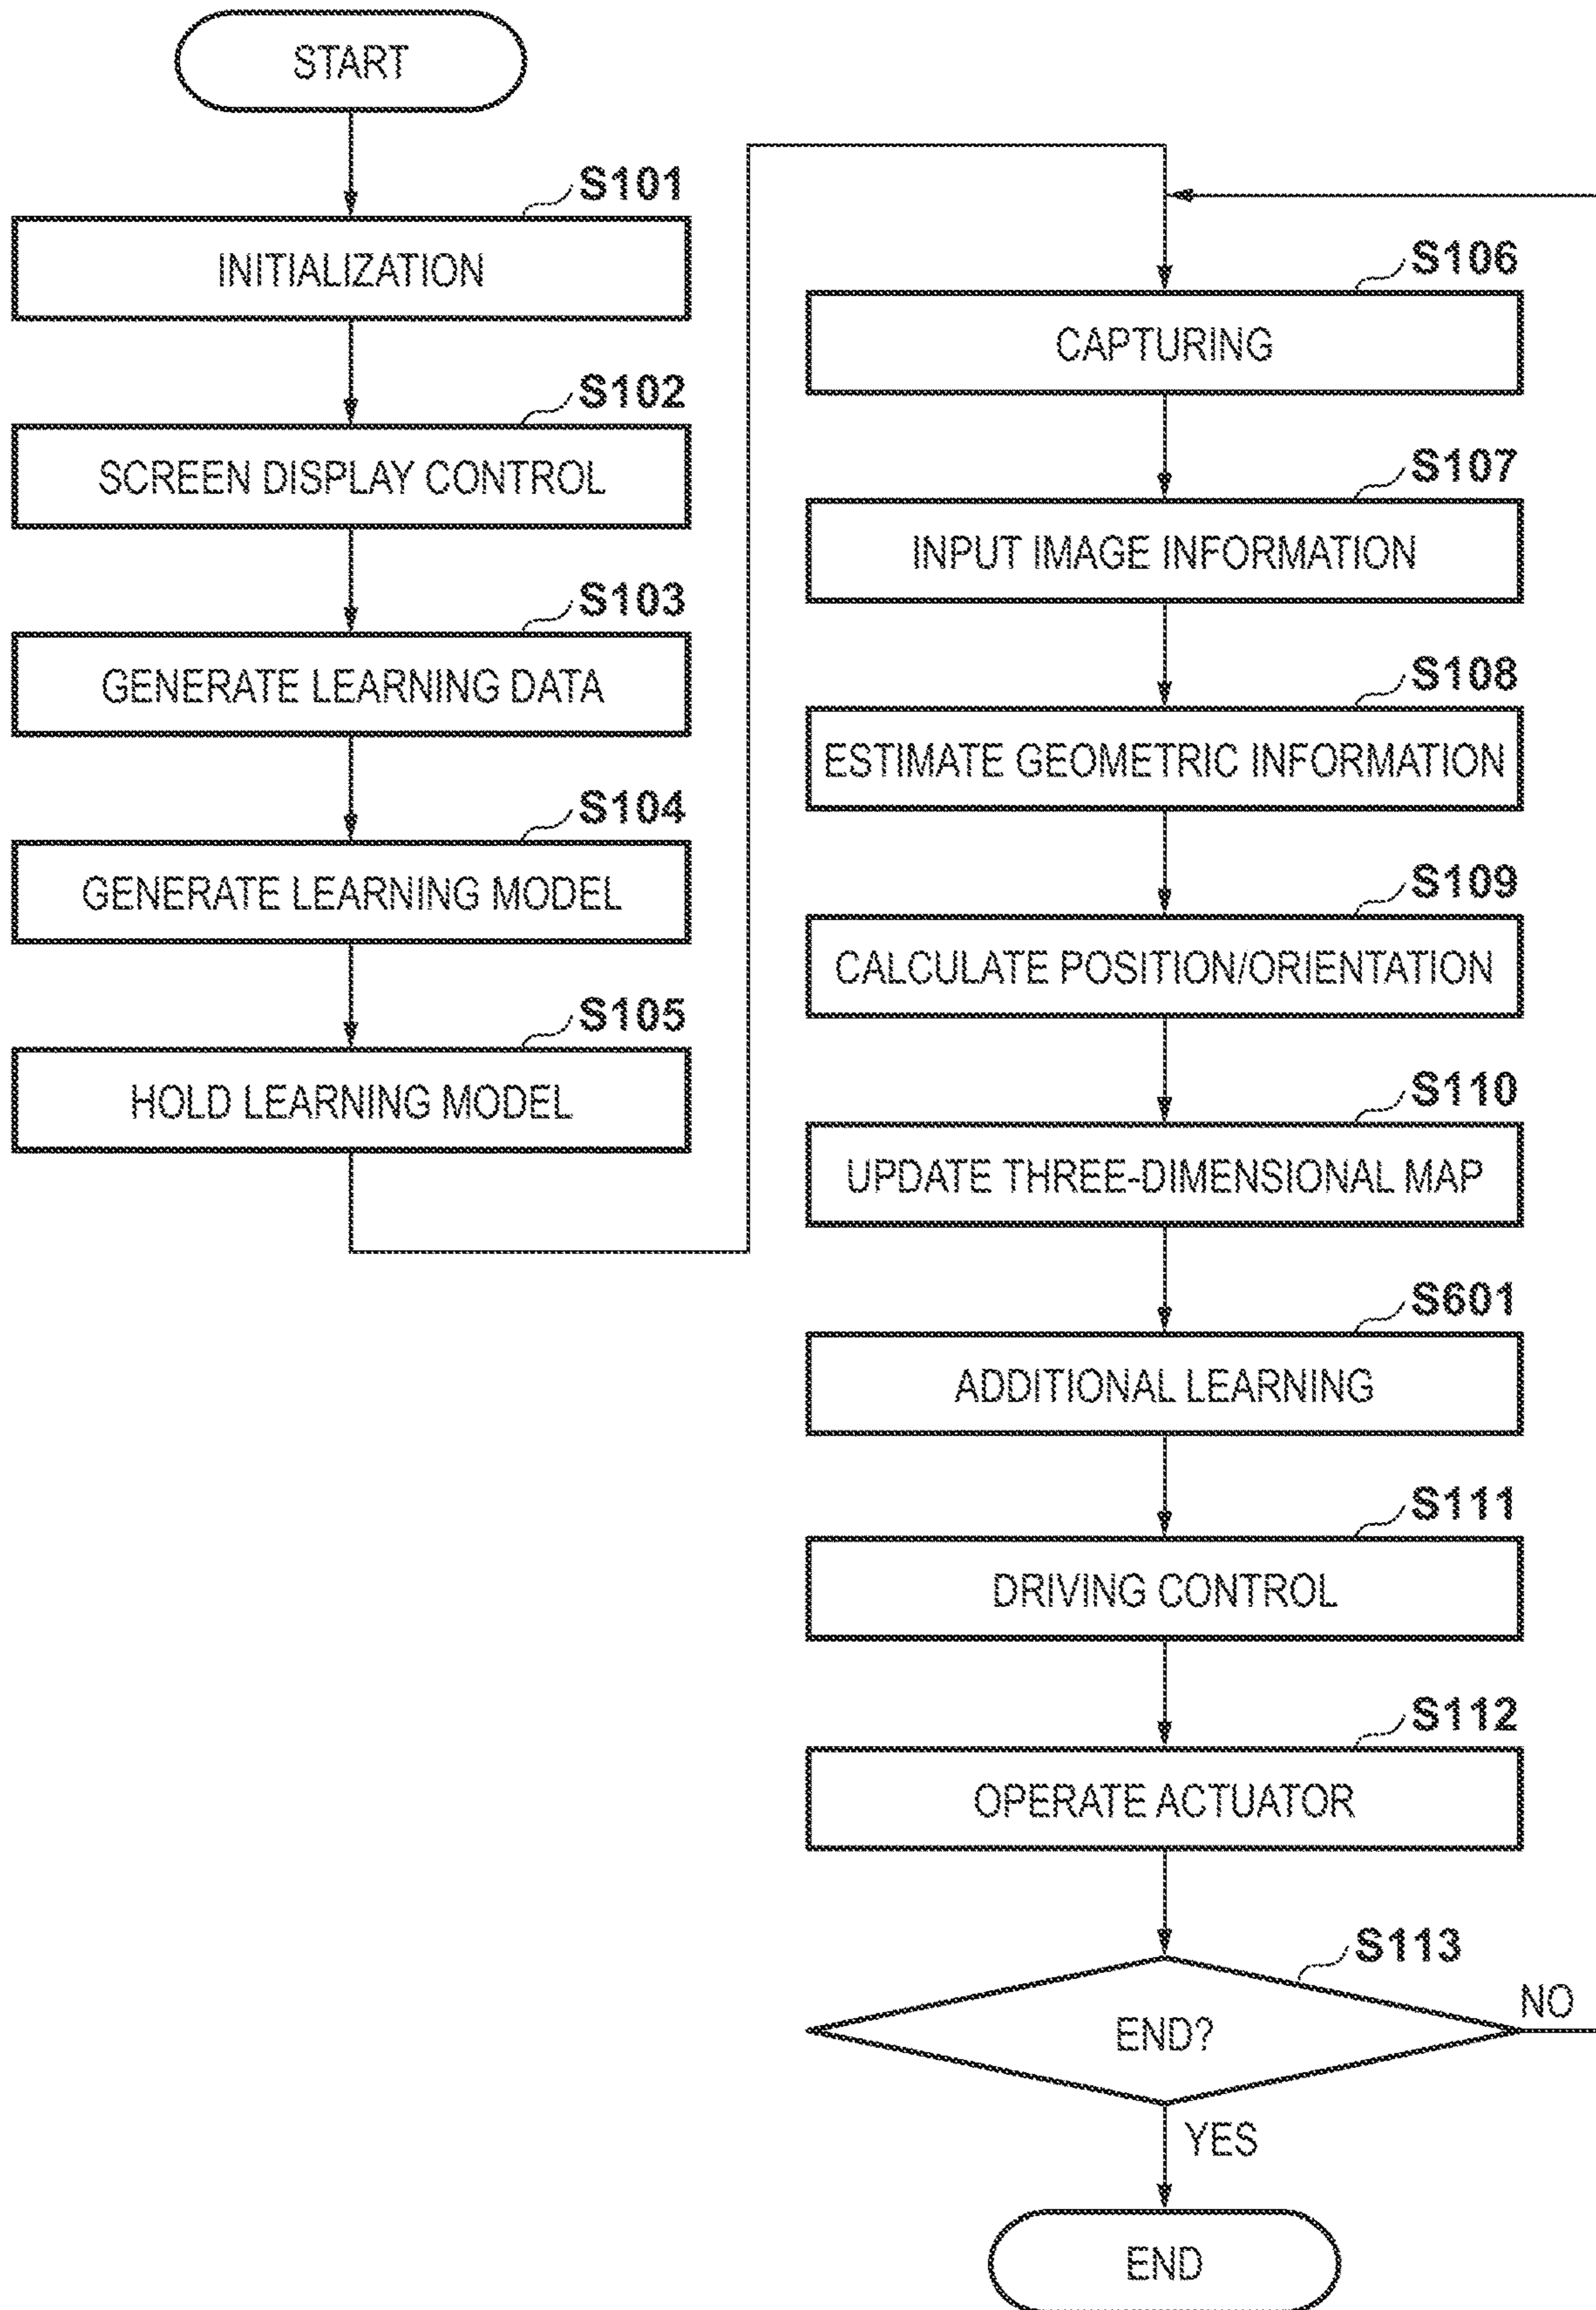 START
S101
INITIALIZATION
S102
SCREEN DISPLAY CONTROL
S103
GENERATE LEARNING DATA
S104
GENERATE LEARNING MODEL
S105
HOLD LEARNING MODEL
S106
CAPTURING
S107
INPUT IMAGE INFORMATION
S108
ESTIMATE GEOMETRIC INFORMATION
S109
CALCULATE POSITION/ORIENTATION
S110
UPDATE THREE-DIMENSIONAL MAP
S601
ADDITIONAL LEARNING
S111
DRIVING CONTROL
S112
OPERATE ACTUATOR
S113
END?
NO
YES
END